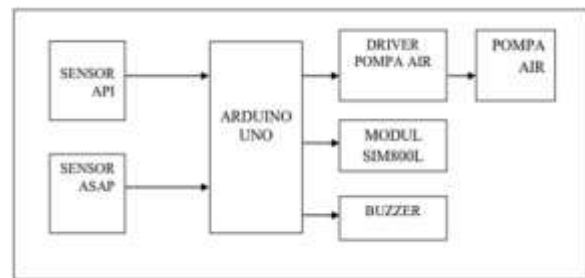 SENSOR
API
SENSOR
ASAP
ARDUINO
UNO
DRIVER
POMPA AIR
POMPA
AIR
MODUL
SIM800L
BUZZER